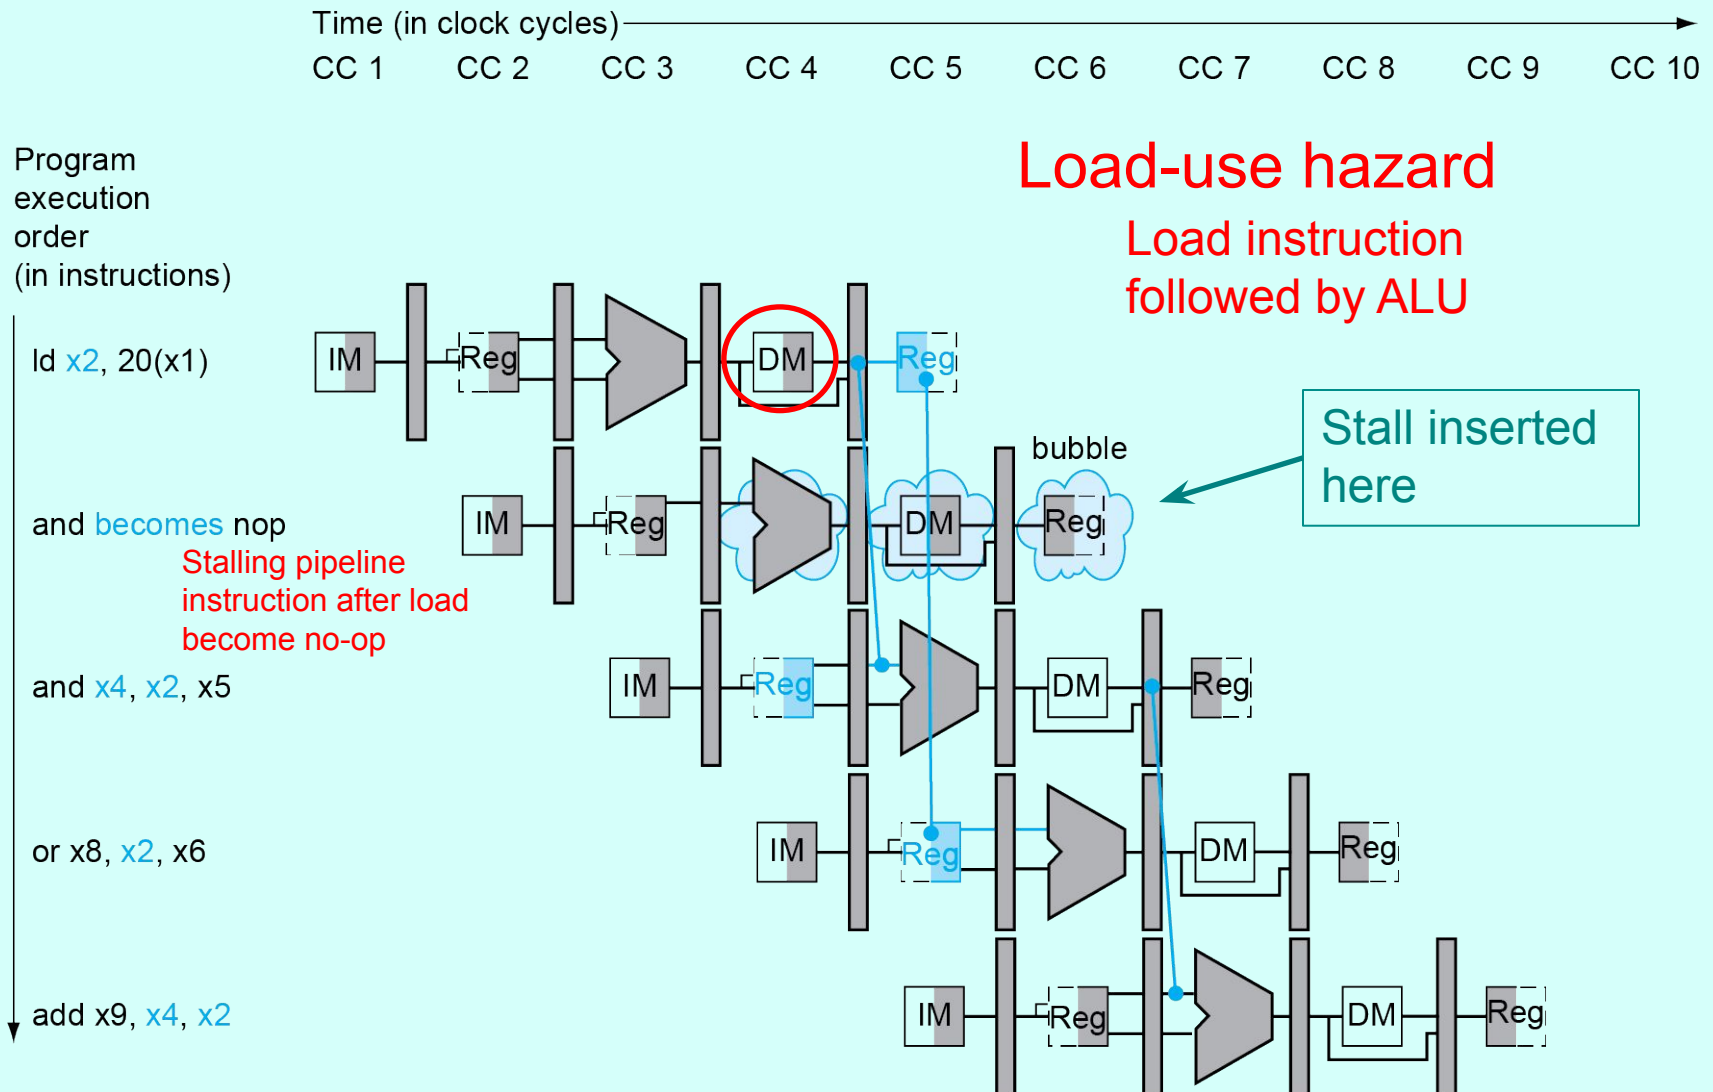 Time (in clock cycles)
CC 1 CC 2 CC 3 CC 4 CC 5 CC 6 CC 7 CC 8 CC 9 CC 10
Program
execution
order
(in instructions)
Load-use hazard
Load instruction
followed by ALU
ld x2, 20(x1)
IM Reg DM Reg
Stall inserted
here
bubble
and becomes nop
IM Reg DM Reg
Stalling pipeline
instruction after load
become no-op
and x4, x2, x5
IM Reg DM Reg
or x8, x2, x6
IM Reg DM Reg
add x9, x4, x2
IM Reg DM Reg